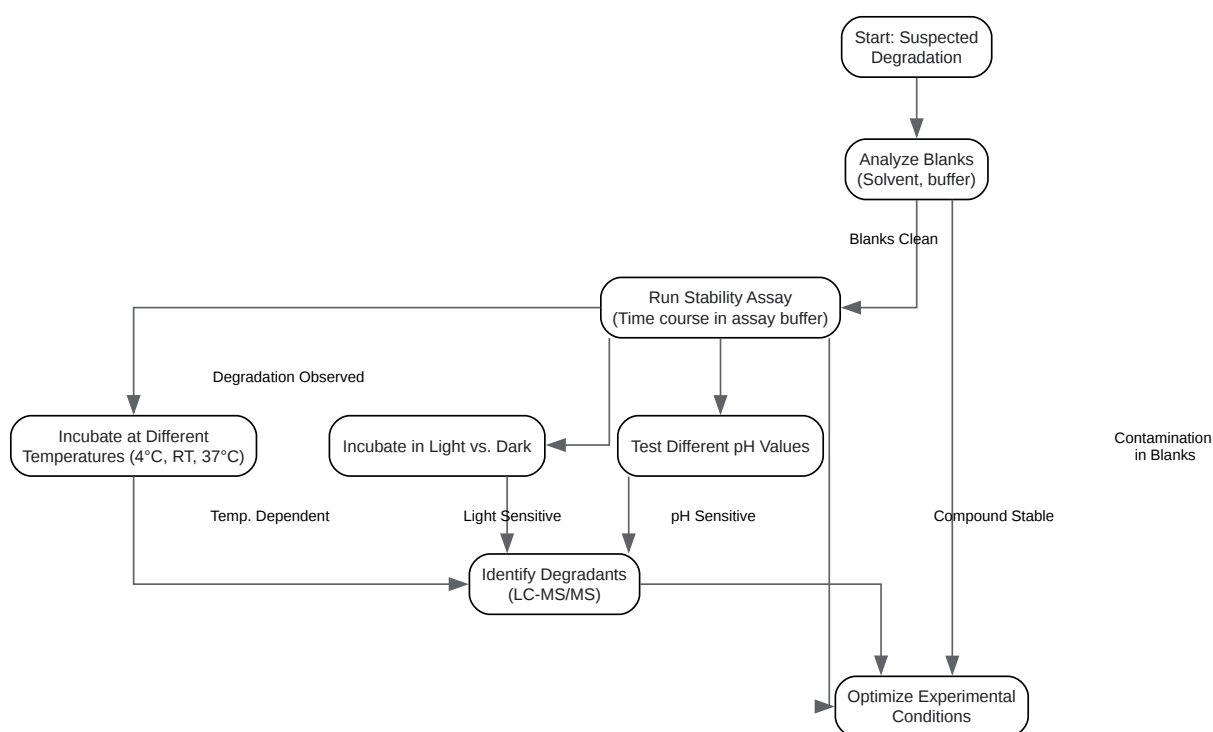 Start: Suspected
Degradation
Analyze Blanks
(Solvent, buffer)
Blanks Clean
Run Stability Assay
(Time course in assay buffer)
Degradation Observed
Incubate at Different
Temperatures (4°C, RT, 37°C)
Incubate in Light vs. Dark
Test Different pH Values
Contamination
in Blanks
Temp. Dependent
Light Sensitive
pH Sensitive
Compound Stable
Identify Degradants
(LC-MS/MS)
Optimize Experimental
Conditions